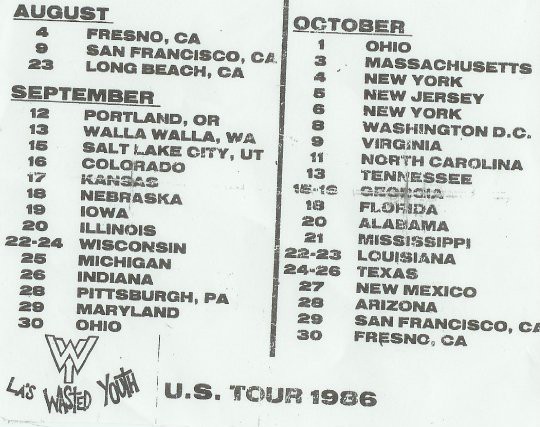 AUGUST
4 FRESNO, CA
9 SAN FRANCISCO, CA
23 LONG BEACH, CA
SEPTEMBER
12 PORTLAND, OR
13 WALLA WALLA, WA
15 SALT LAKE CITY, UT
16 COLORADO
17 KANSAS
18 NEBRASKA
19 IOWA
20 ILLINOIS
22-24 WISCONSIN
25 MICHIGAN
26 INDIANA
28 PITTSBURGH, PA
29 MARYLAND
30 OHIO
OCTOBER
1 OHIO
3 MASSACHUSETTS
4 NEW YORK
5 NEW JERSEY
6 NEW YORK
8 WASHINGTON D.C.
9 VIRGINIA
11 NORTH CAROLINA
13 TENNESSEE
GEORGIA
18 FLORIDA
20 ALABAMA
21 MISSISSIPPI
22-23 LOUISIANA
24-26 TEXAS
27 NEW MEXICO
28 ARIZONA
29 SAN FRANCISCO, CA
30 FRESNO, CA
LA'S WASTED YOUTH
U.S. TOUR 1986